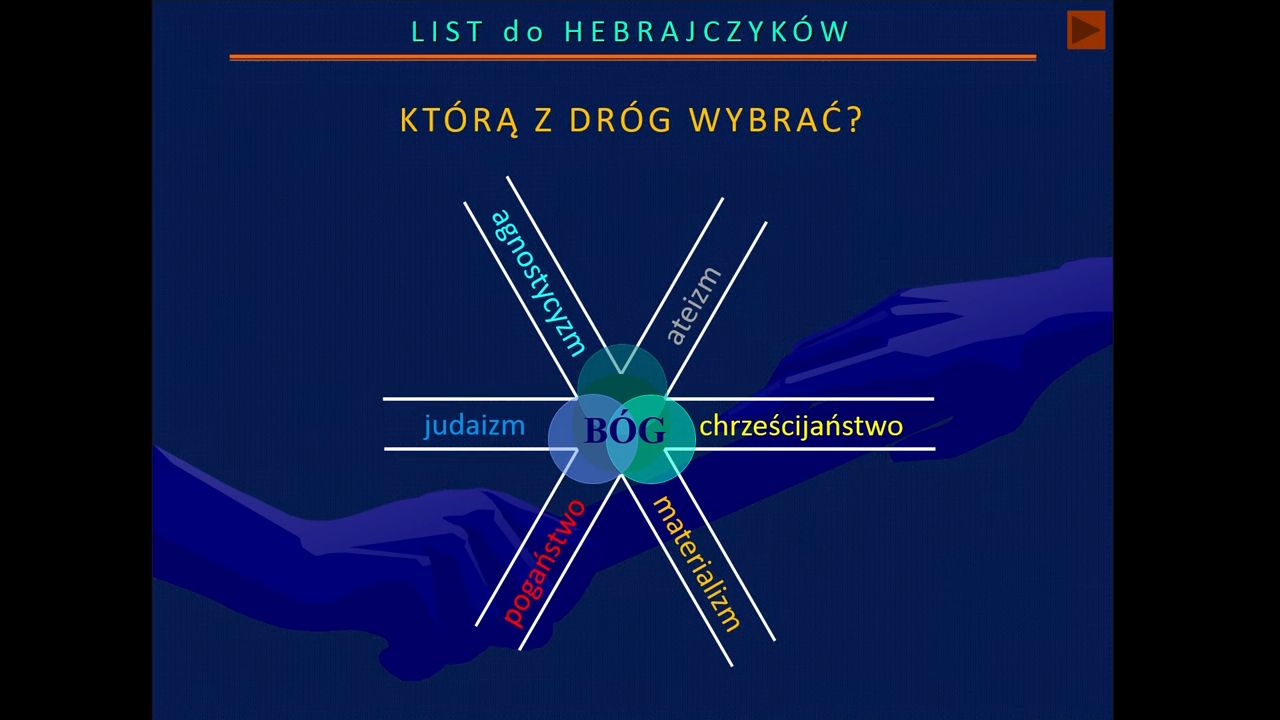 LIST do HEBRAJCZYKÓW
KTÓRĄ Z DRÓG WYBRAĆ?
agnostycyzm
ateizm
judaizm
BÓG
chrześcijaństwo
pogaństwo
materializm